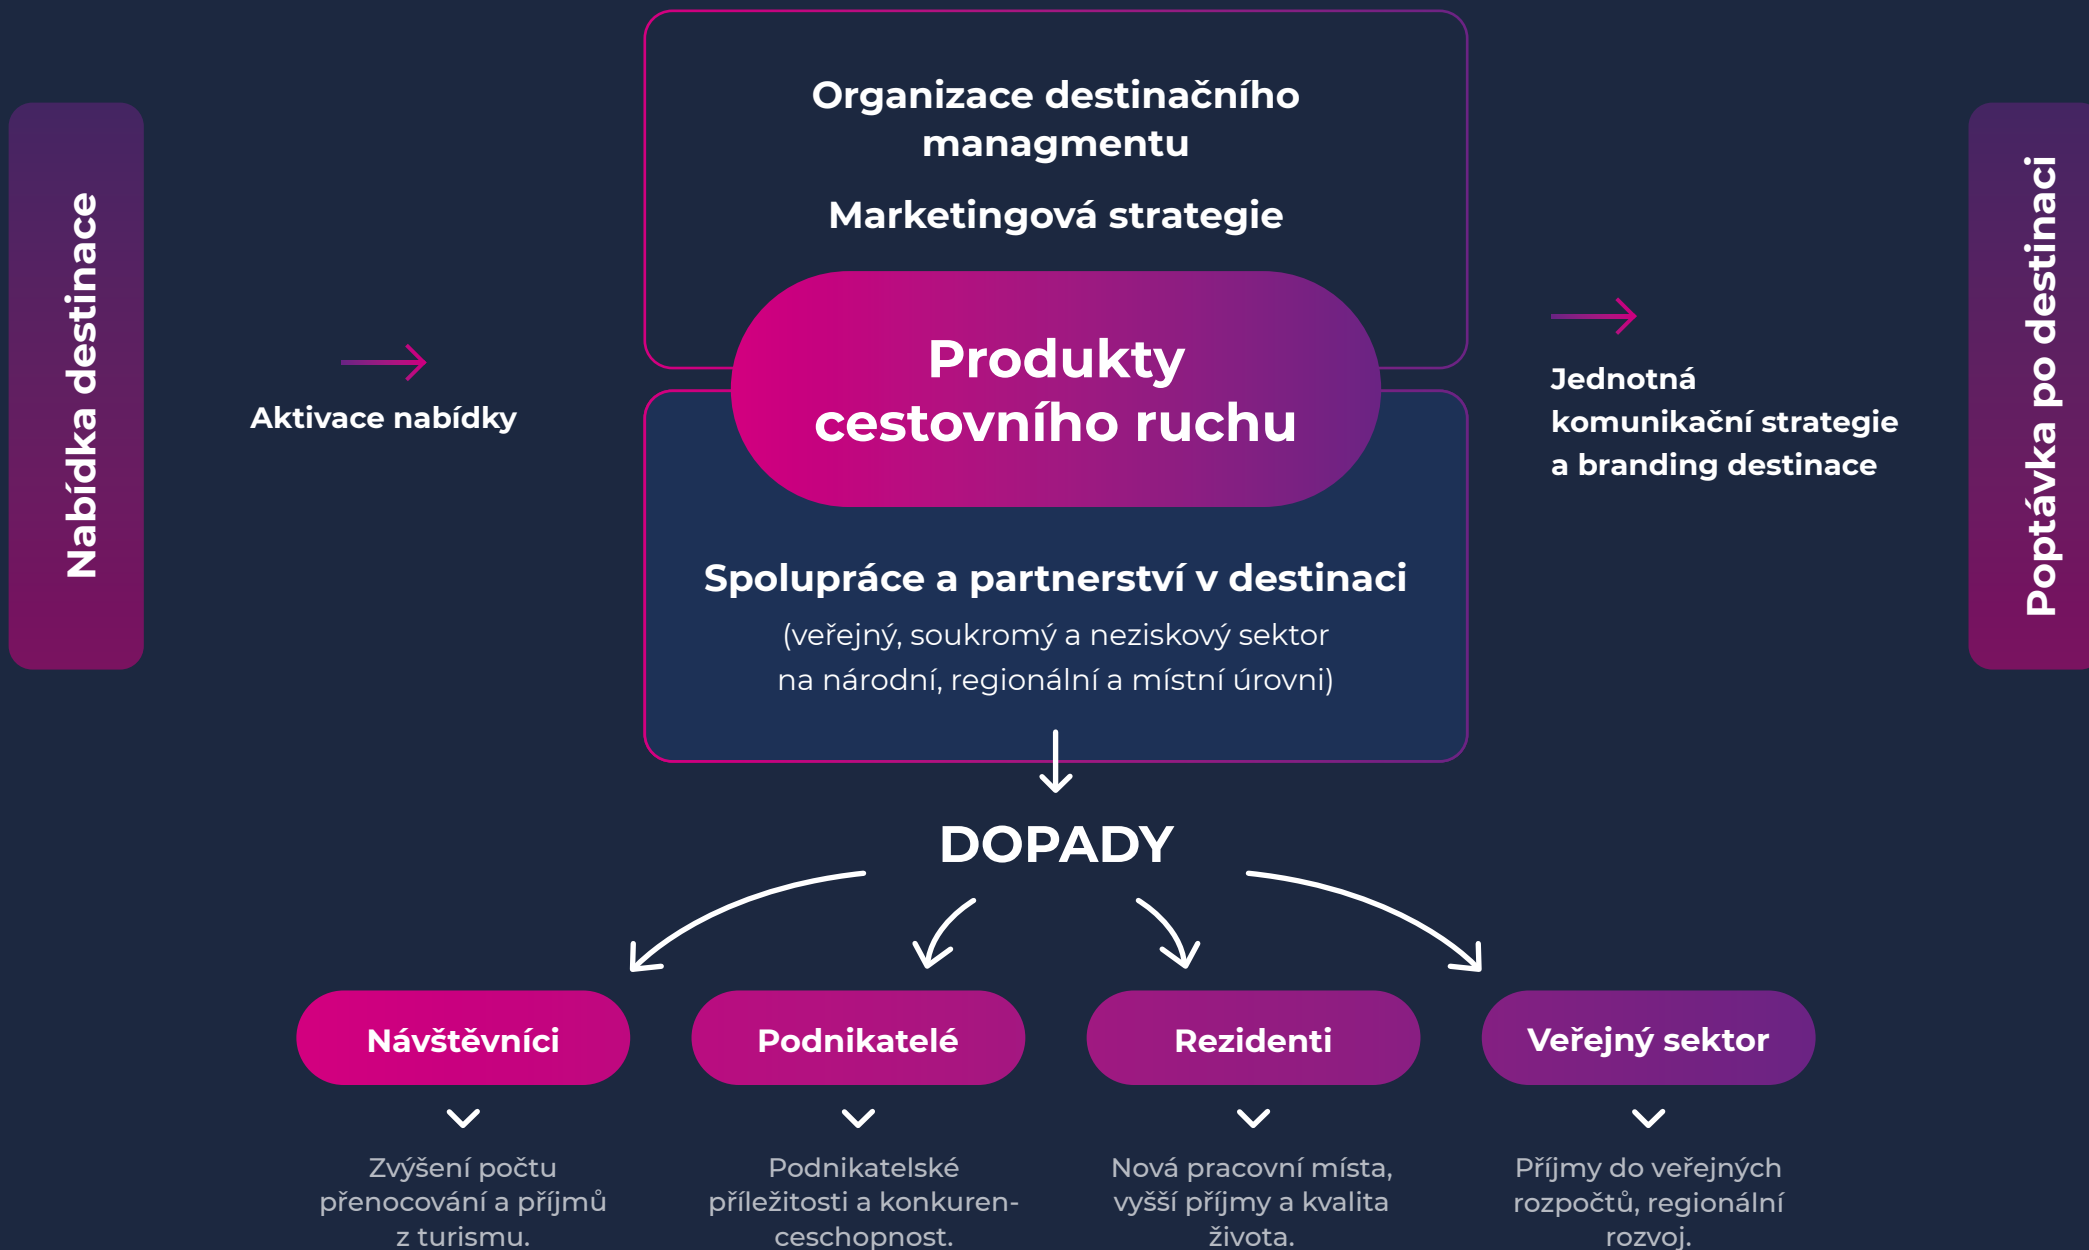 Nabídka destinace
Aktivace nabídky
Organizace destinačního
managmentu
Marketingová strategie
Produkty
cestovního ruchu
Spolupráce a partnerství v destinaci
(veřejný, soukromý a neziskový sektor
na národní, regionální a místní úrovni)
Jednotná
komunikační strategie
a branding destinace
Poptávka po destinaci
DOPADY
Návštěvníci
Zvýšení počtu
přenocování a příjmů
z turismu.
Podnikatelé
Podnikatelské
příležitosti a konkuren-
ceschopnost.
Rezidenti
Nová pracovní místa,
vyšší příjmy a kvalita
života.
Veřejný sektor
Příjmy do veřejných
rozpočtů, regionální
rozvoj.